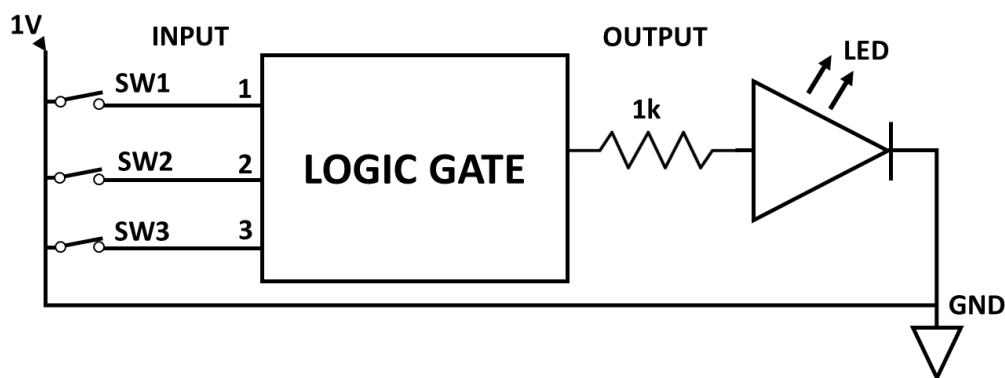 1V
INPUT
OUTPUT
LED
SW1
1
1k
SW2
2
LOGIC GATE
SW3
3
GND